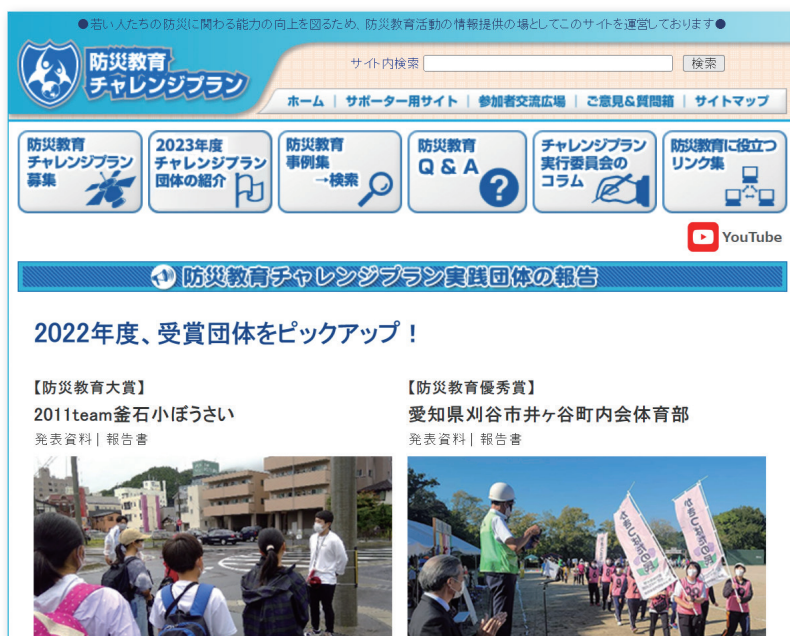 ●若い人たちの防災に関わる能力の向上を図るため、防災教育活動の情報提供の場としてこのサイトを運営しております●
防災教育
チャレンジプラン
サイト内検索
検索
ホーム | サポーター用サイト | 参加者交流広場 | ご意見&質問箱 | サイトマップ
防災教育
チャレンジプラン
募集
2023年度
チャレンジプラン
団体の紹介
防災教育
事例集
→検索
防災教育
Q & A
?
チャレンジプラン
実行委員会の
コラム
防災教育に役立つ
リンク集
YouTube
防災教育チャレンジプラン実践団体の報告
2022年度、受賞団体をピックアップ！
【防災教育大賞】
2011team釜石小ぼうさい
発表資料| 報告書
【防災教育優秀賞】
愛知県刈谷市井ヶ谷町内会体育部
発表資料| 報告書